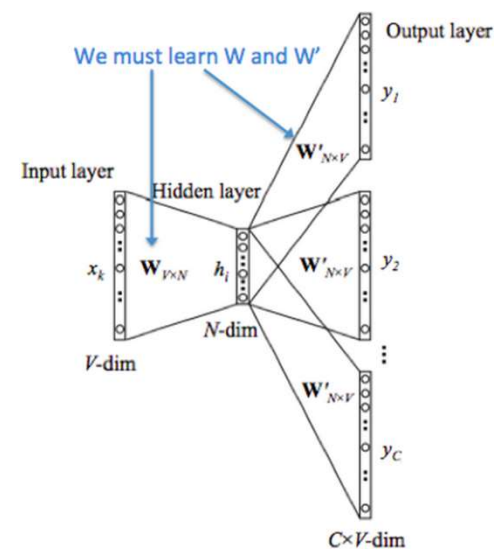 Output layer
We must learn W and W'
y1
W'N×V
Input layer
Hidden layer
xk
WV×N
hi
W'N×V
y2
N-dim
V-dim
W'N×V
yC
C×V-dim